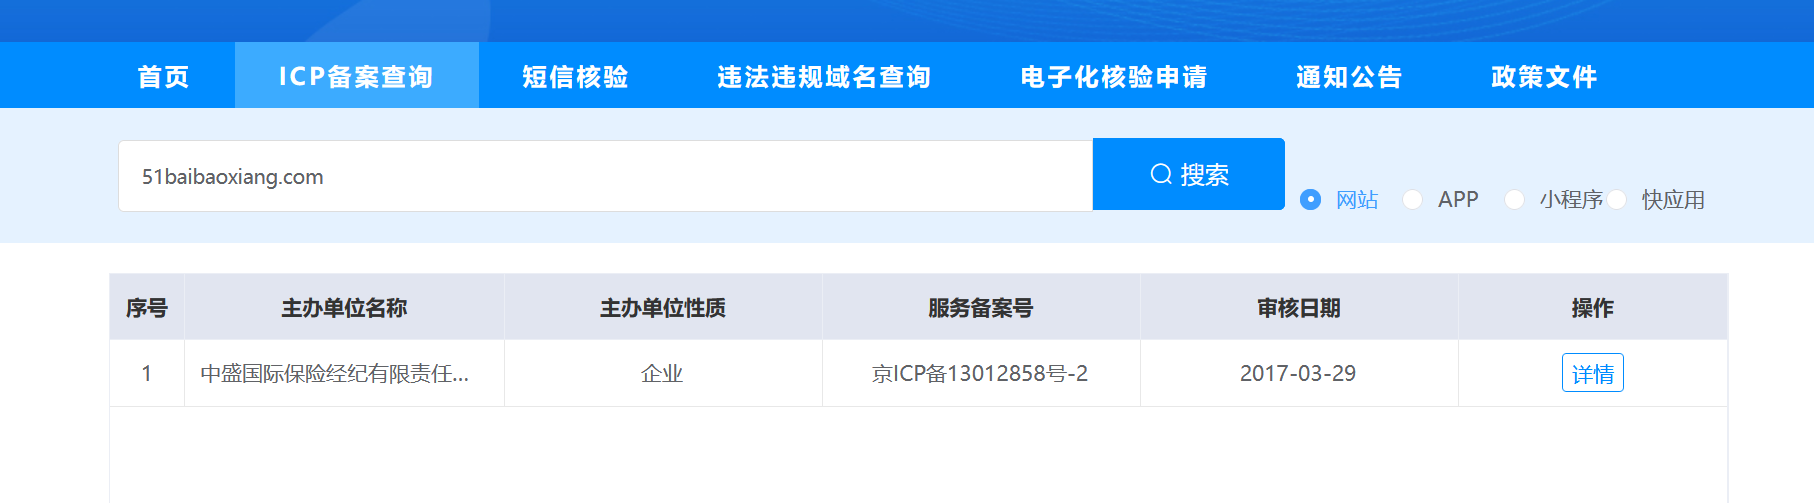 首页 ICP备案查询 短信核验 违法违规域名查询 电子化核验申请 通知公告 政策文件
51baibaoxiang.com 搜索 网站 APP 小程序 快应用
序号 主办单位名称 主办单位性质 服务备案号 审核日期 操作
1 中盛国际保险经纪有限责任... 企业 京ICP备13012858号-2 2017-03-29 详情